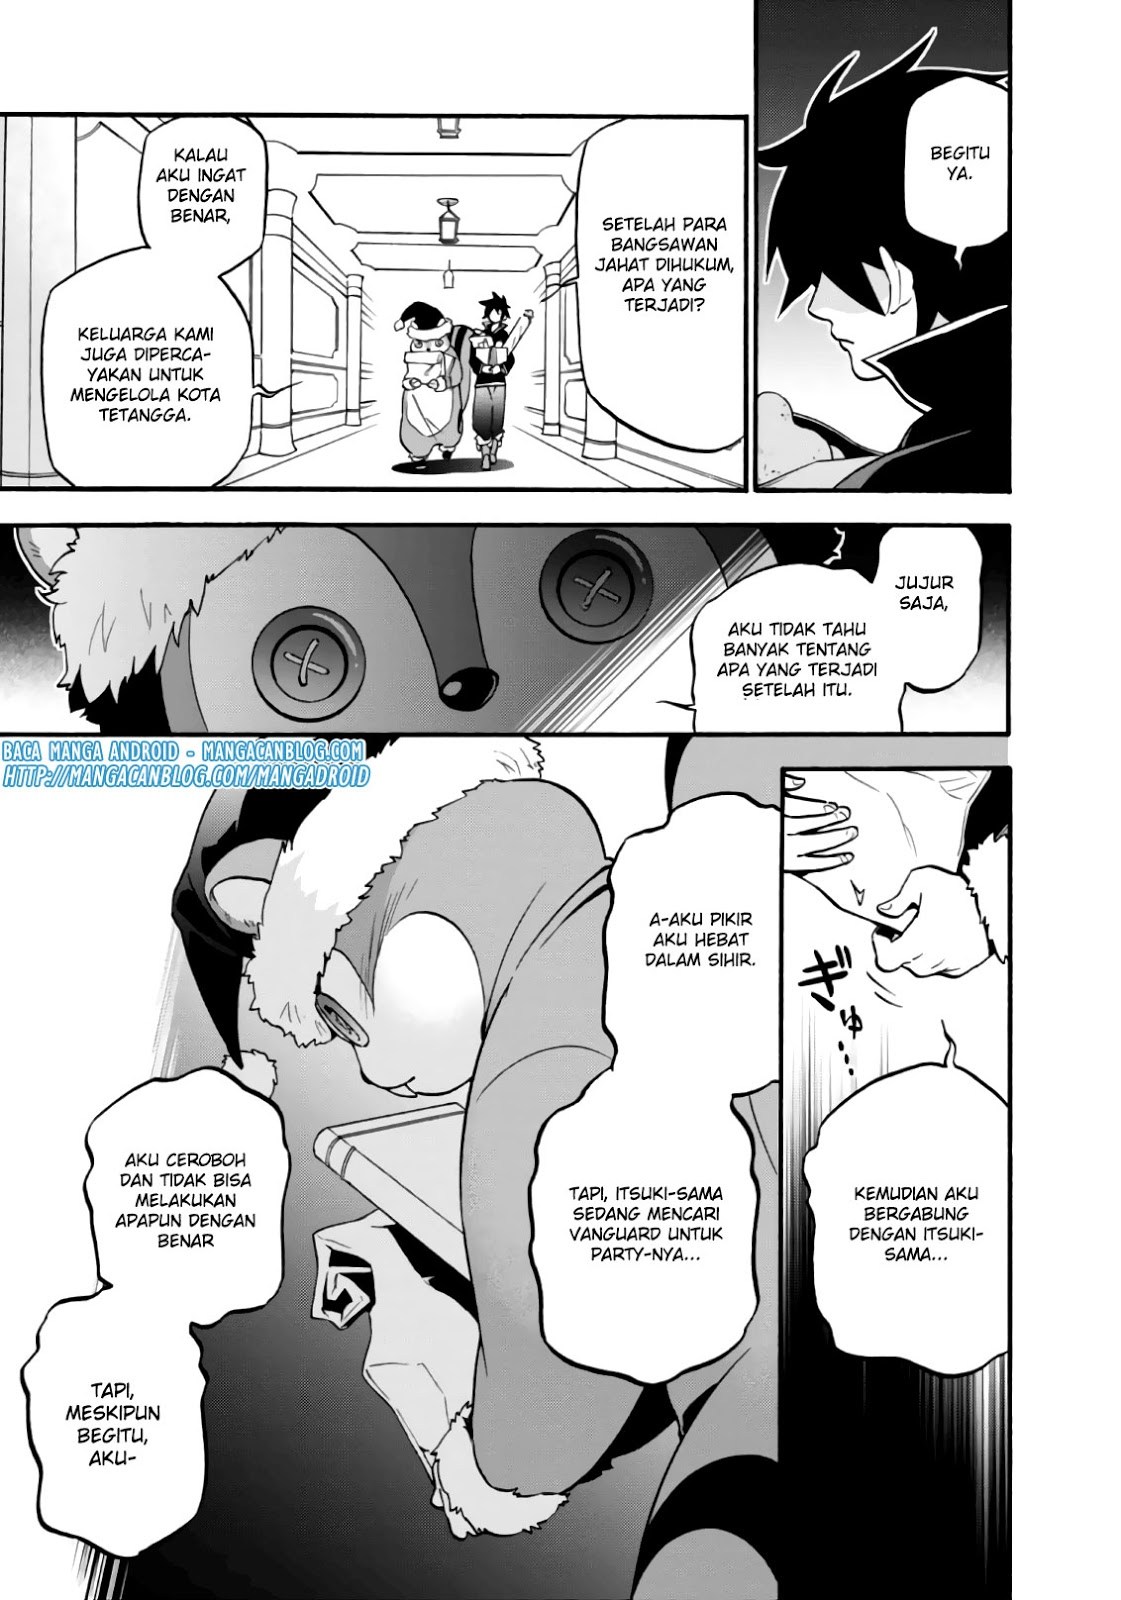 BEGITU
YA.
SETELAH PARA
BANGSAWAN
JAHAT DIHUKUM,
APA YANG
TERJADI?
KALAU
AKU INGAT
DENGAN
BENAR,
KELUARGA KAMI
JUGA DIPERCA-
YAKAN UNTUK
MENGELOLA KOTA
TETANGGA.
JUJUR
SAJA,
AKU TIDAK TAHU
BANYAK TENTANG
APA YANG TERJADI
SETELAH ITU.
BACA MANGA ANDROID - MANGACANBLOG.COM
HTTP://MANGACANBLOG.COM/MANGADROID
ギュ…
KEMUDIAN AKU
BERGABUNG
DENGAN ITSUKI-
SAMA...
A-AKU PIKIR
AKU HEBAT
DALAM SIHIR.
TAPI, ITSUKI-SAMA
SEDANG MENCARI
VANGUARD UNTUK
PARTY-NYA...
AKU CEROBOH
DAN TIDAK BISA
MELAKUKAN
APAPUN DENGAN
BENAR
TAPI,
MESKIPUN
BEGITU,
AKU-